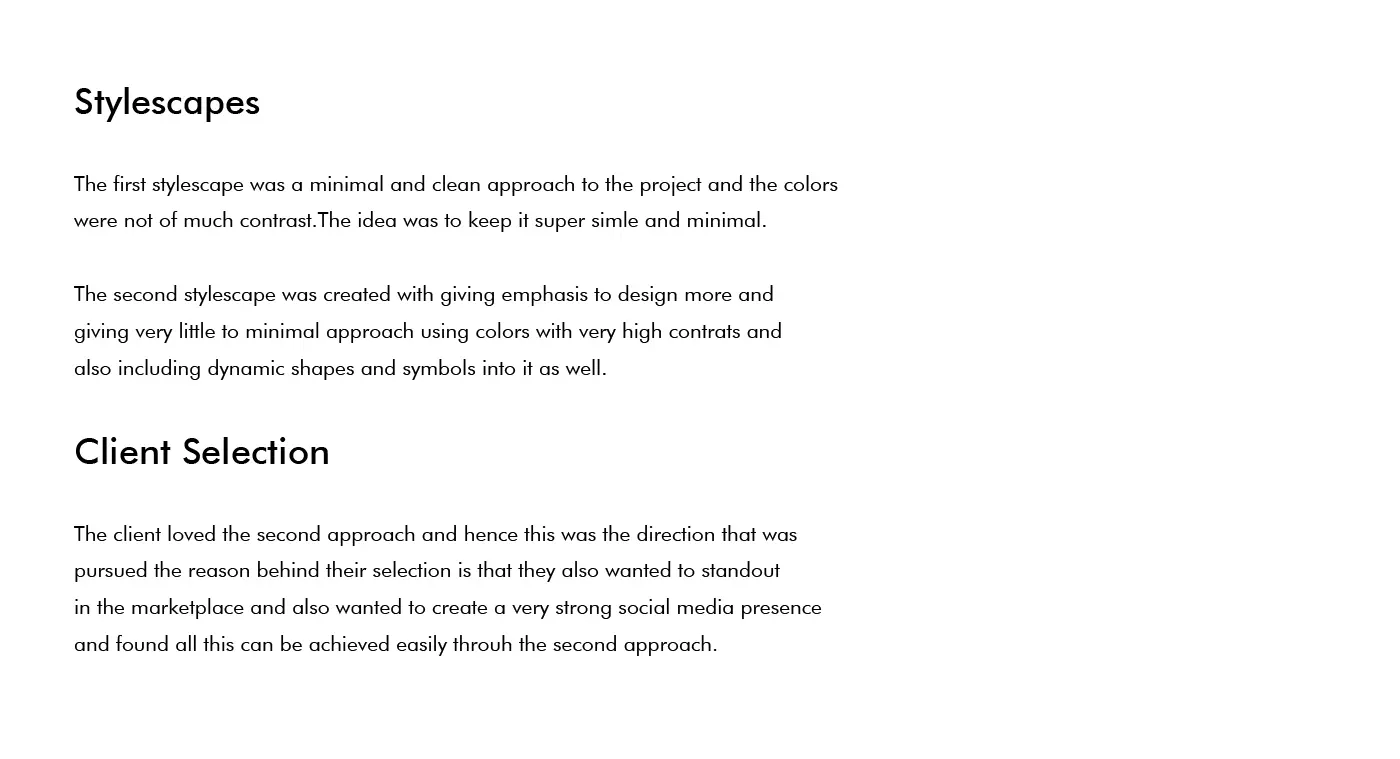 Stylescapes
The first stylescape was a minimal and clean approach to the project and the colors
were not of much contrast.The idea was to keep it super simle and minimal.
The second stylescape was created with giving emphasis to design more and
giving very little to minimal approach using colors with very high contrats and
also including dynamic shapes and symbols into it as well.
Client Selection
The client loved the second approach and hence this was the direction that was
pursued the reason behind their selection is that they also wanted to standout
in the marketplace and also wanted to create a very strong social media presence
and found all this can be achieved easily throuh the second approach.